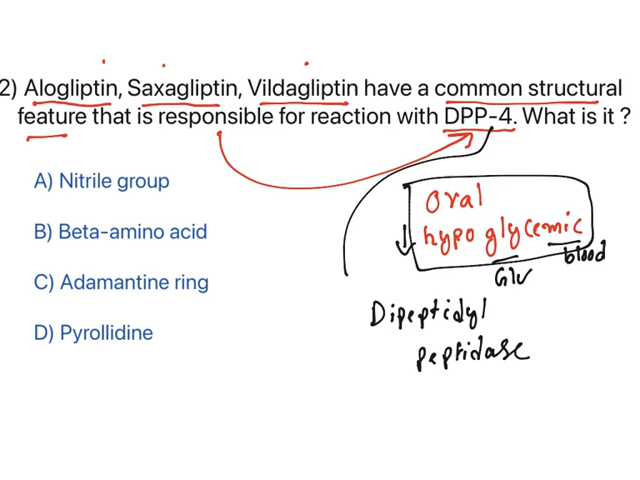 2) Alogliptin, Saxagliptin, Vildagliptin have a common structural
feature that is responsible for reaction with DPP-4. What is it ?
A) Nitrile group
Oral
B) Beta-amino acid
hypoglycemic
Glu
blood
C) Adamantine ring
Dipeptidyl
D) Pyrollidine
peptidase